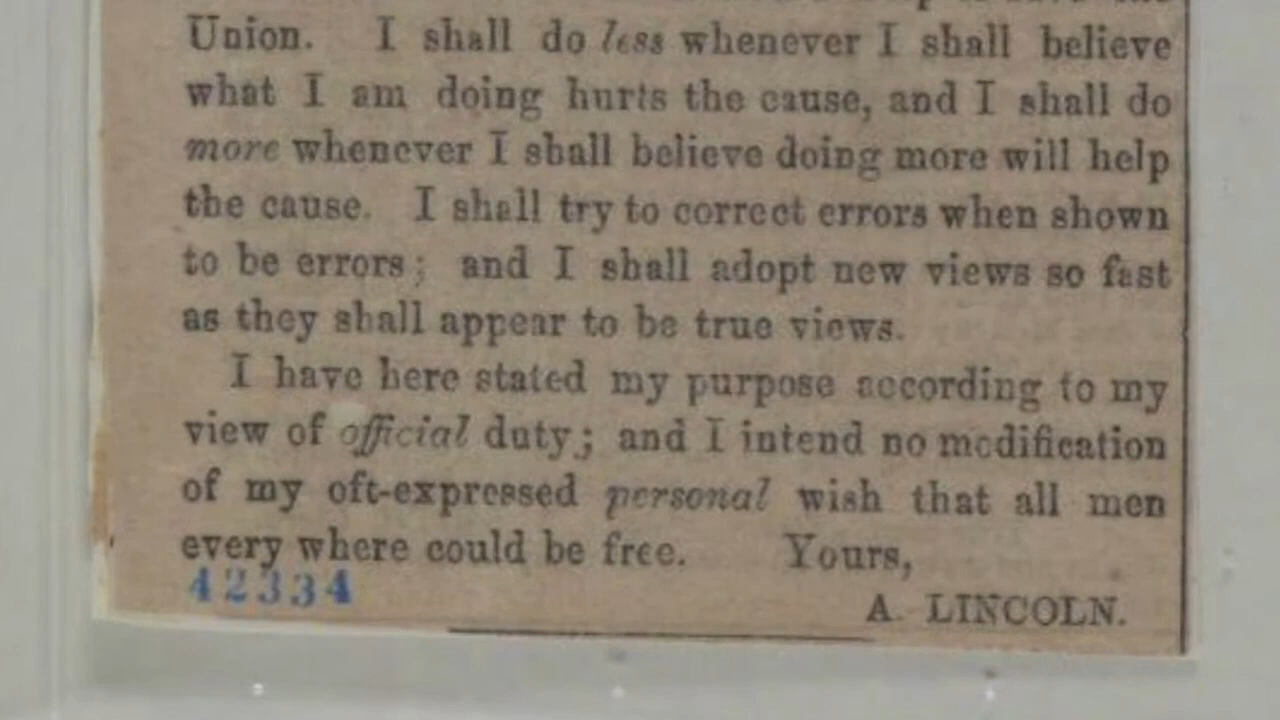 Union. I shall do less whenever I shall believe
what I am doing hurts the cause, and I shall do
more whenever I shall believe doing more will help
the cause. I shall try to correct errors when shown
to be errors; and I shall adopt new views so fast
as they shall appear to be true views.
I have here stated my purpose according to my
view of official duty; and I intend no modification
of my oft-expressed personal wish that all men
every where could be free. Yours,
42334
A. LINCOLN.